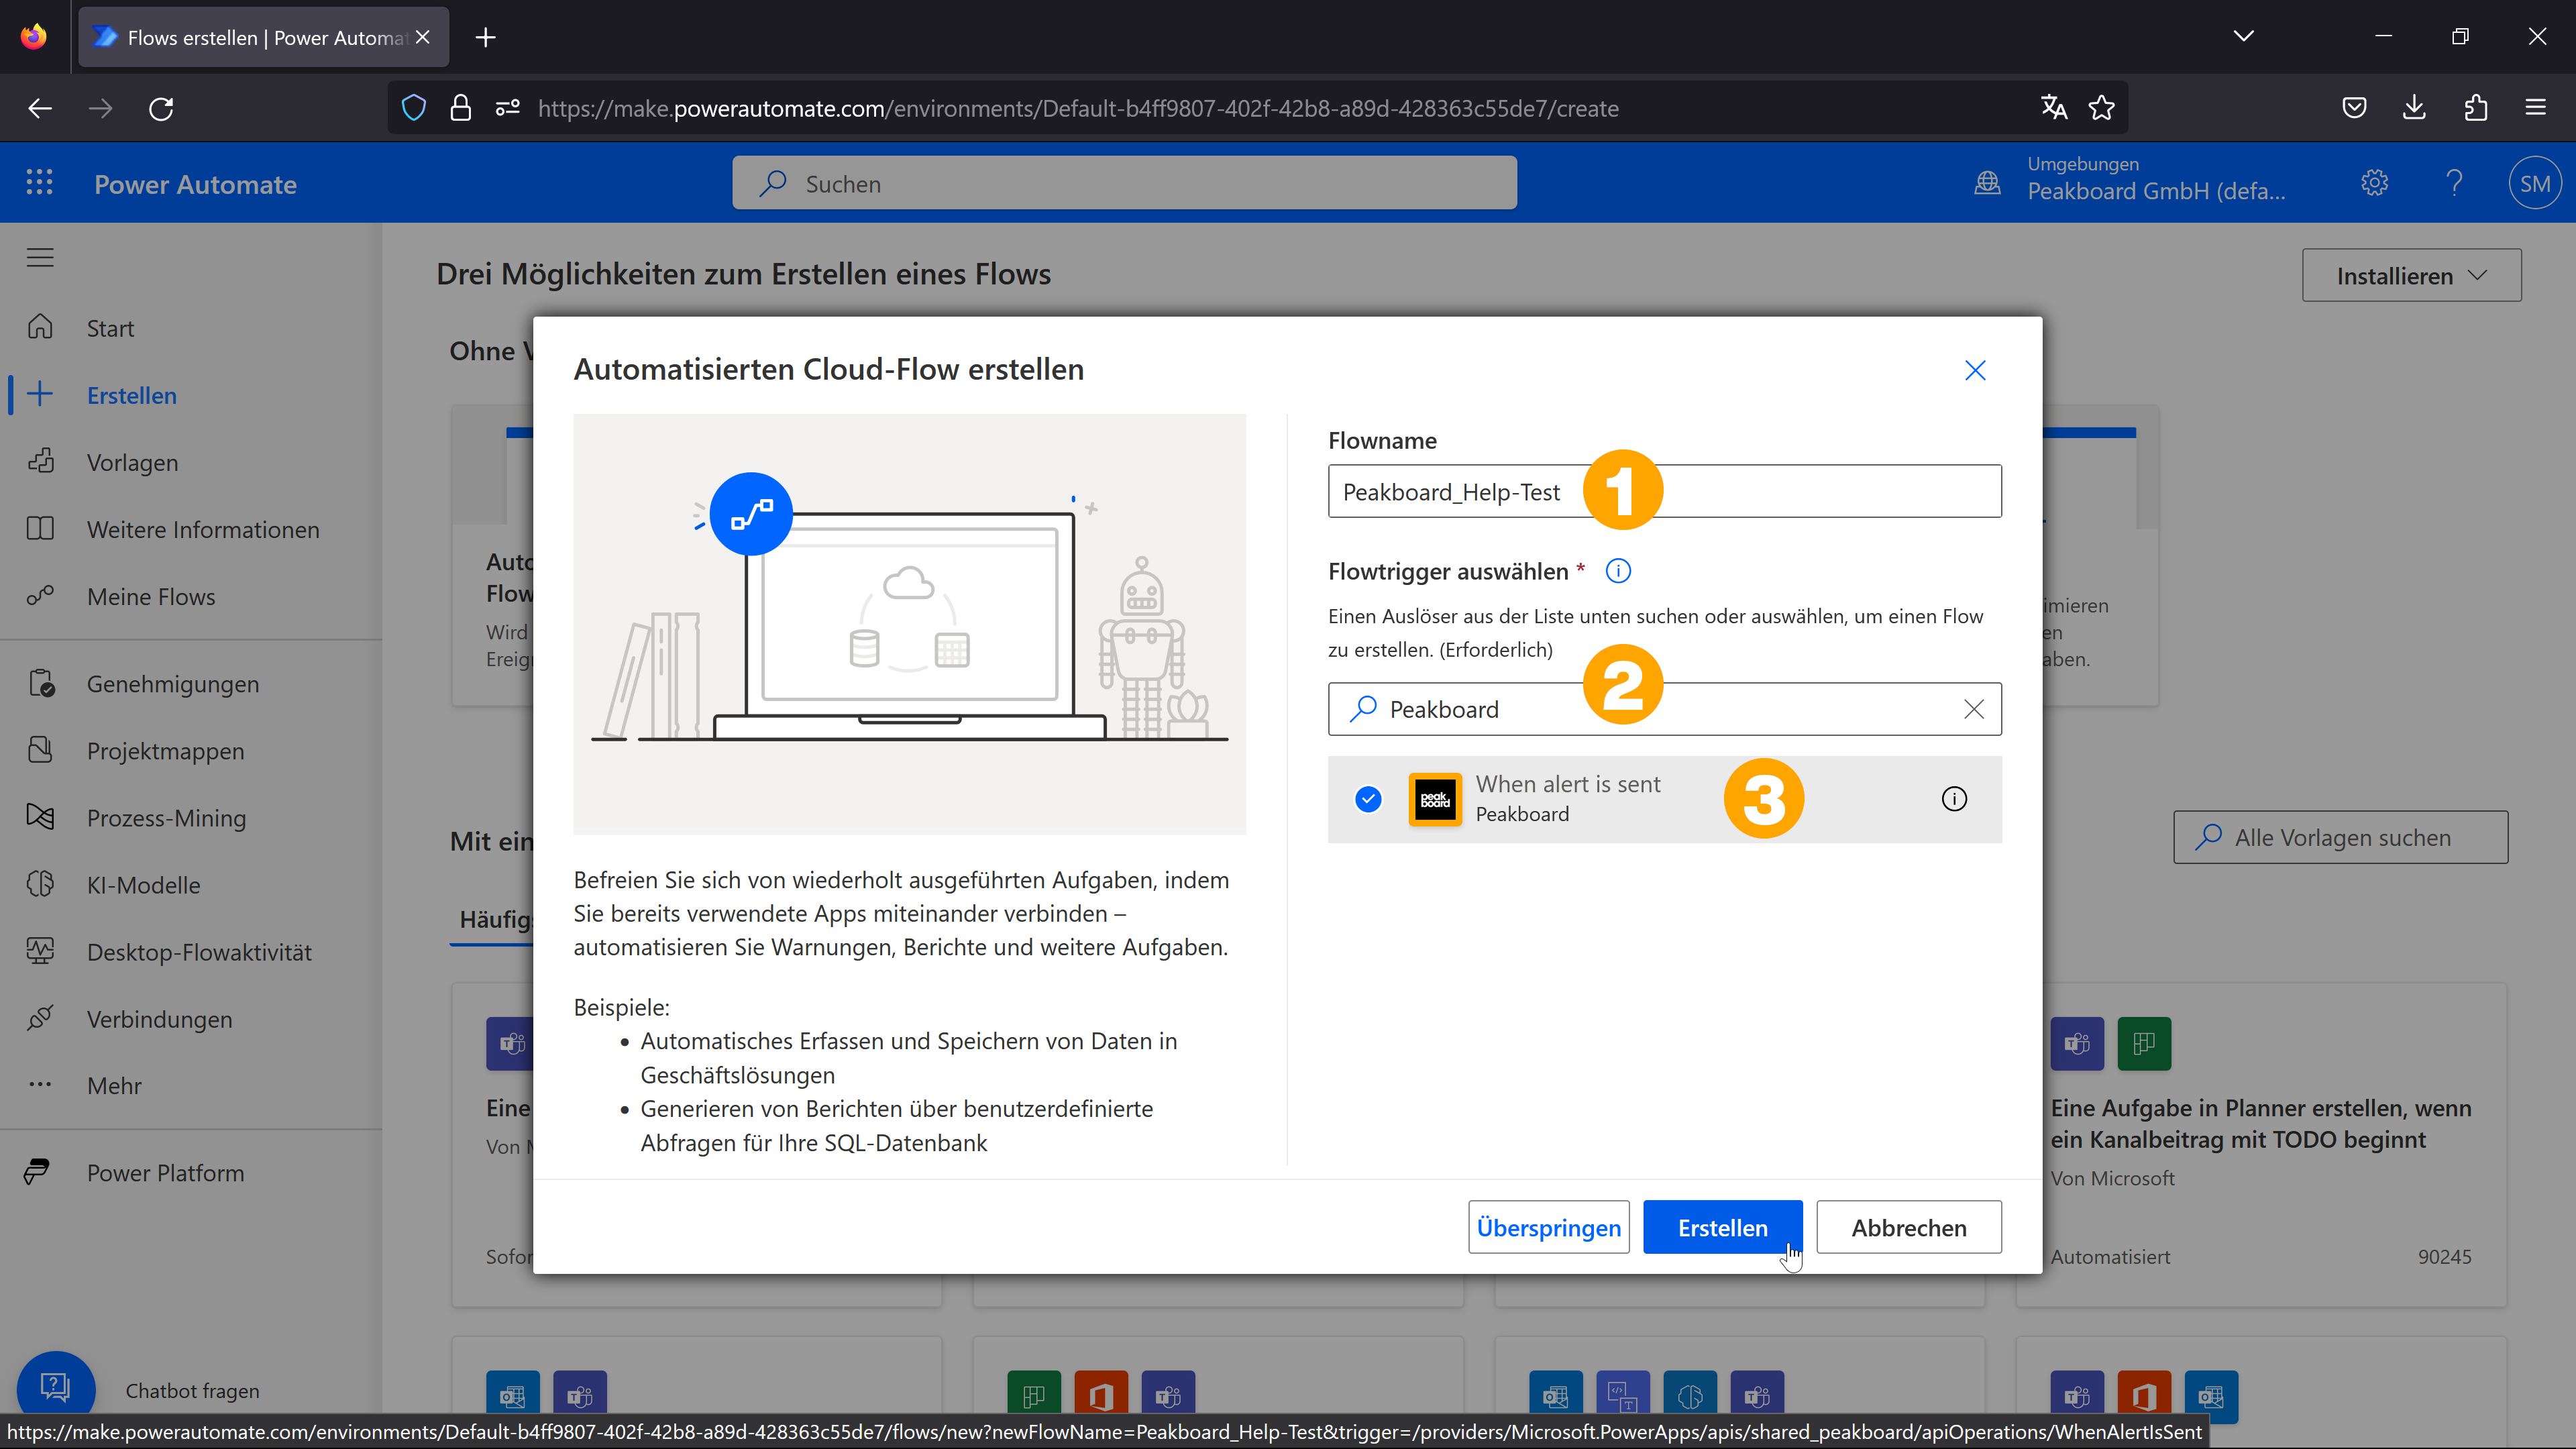 Flows erstellen | Power Automat
https://make.powerautomate.com/environments/Default-b4ff9807-402f-42b8-a89d-428363c55de7/create
Power Automate
Suchen
Umgebungen
Peakboard GmbH (defa...
SM
Start
Erstellen
Vorlagen
Weitere Informationen
Meine Flows
Genehmigungen
Projektmappen
Prozess-Mining
KI-Modelle
Desktop-Flowaktivität
Verbindungen
Mehr
Power Platform
Chatbot fragen
Drei Möglichkeiten zum Erstellen eines Flows
Installieren
Ohne
Flow
Wird
Mit ein
Alle Vorlagen suchen
Eine
Von
Automatisierten Cloud-Flow erstellen
Befreien Sie sich von wiederholt ausgeführten Aufgaben, indem
Sie bereits verwendete Apps miteinander verbinden –
automatisieren Sie Warnungen, Berichte und weitere Aufgaben.
Beispiele:
• Automatisches Erfassen und Speichern von Daten in
Geschäftslösungen
• Generieren von Berichten über benutzerdefinierte
Abfragen für Ihre SQL-Datenbank
Flowname
Peakboard_Help-Test
1
Flowtrigger auswählen *
Einen Auslöser aus der Liste unten suchen oder auswählen, um einen Flow
zu erstellen. (Erforderlich)
2
Peakboard
peak
board
When alert is sent
Peakboard
3
Überspringen
Erstellen
Abbrechen
aben.
Eine Aufgabe in Planner erstellen, wenn
ein Kanalbeitrag mit TODO beginnt
Von Microsoft
Automatisiert
90245
https://make.powerautomate.com/environments/Default-b4ff9807-402f-42b8-a89d-428363c55de7/flows/new?newFlowName=Peakboard_Help-Test&trigger=/providers/Microsoft.PowerApps/apis/shared_peakboard/apiOperations/WhenAlertIsSent